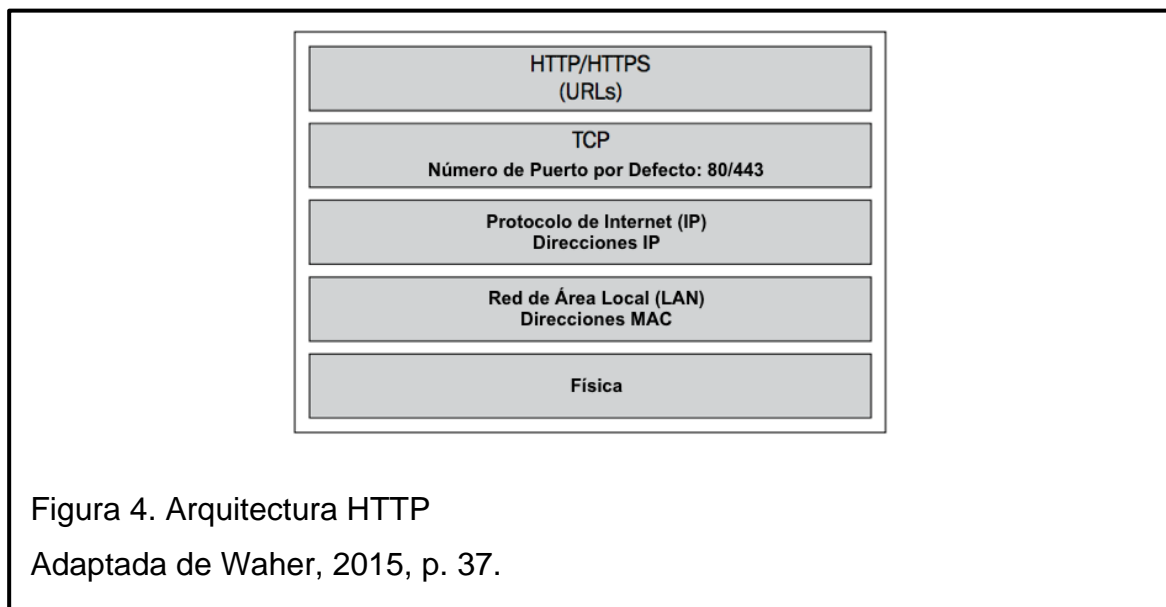 HTTP/HTTPS
(URLs)
TCP
Número de Puerto por Defecto: 80/443
Protocolo de Internet (IP)
Direcciones IP
Red de Área Local (LAN)
Direcciones MAC
Física
Figura 4. Arquitectura HTTP
Adaptada de Waher, 2015, p. 37.